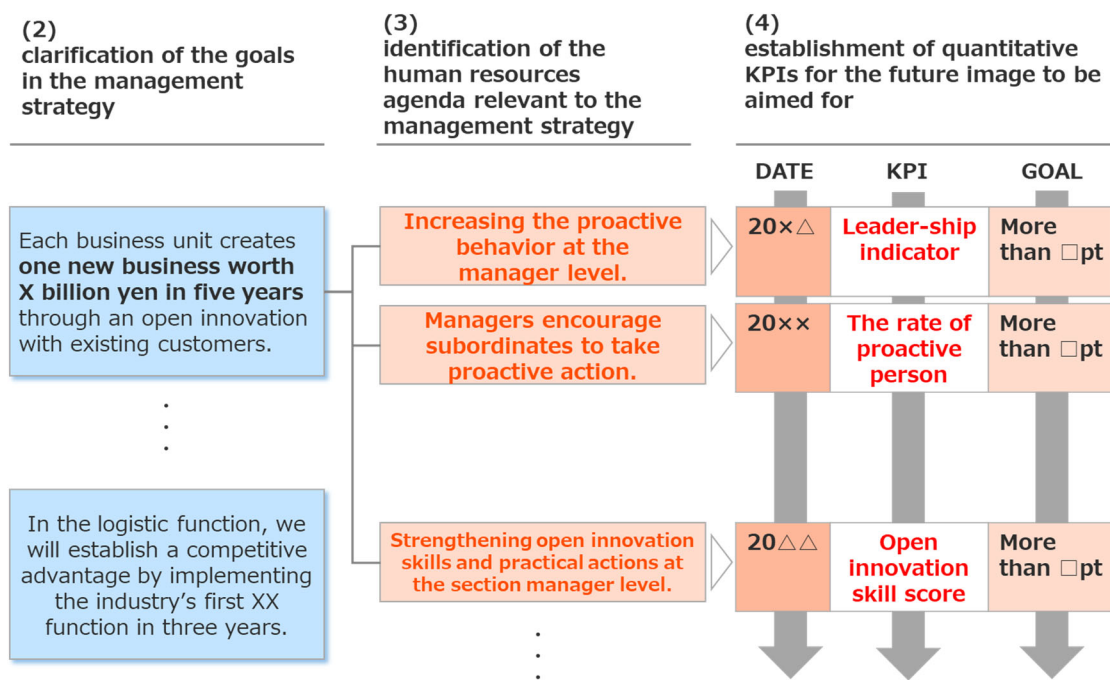 (2)
clarification of the goals
in the management
strategy
(3)
identification of the
human resources
agenda relevant to the
management strategy
(4)
establishment of quantitative
KPIs for the future image to be
aimed for
DATE
KPI
GOAL
Each business unit creates
one new business worth
X billion yen in five years
through an open innovation
with existing customers.
In the logistic function, we
will establish a competitive
advantage by implementing
the industry's first XX
function in three years.
Increasing the proactive
behavior at the
manager level.
20×△
Leader-ship
indicator
More
than □pt
Managers encourage
subordinates to take
proactive action.
20××
The rate of
proactive
person
More
than □pt
Strengthening open innovation
skills and practical actions at
the section manager level.
20△△
Open
innovation
skill score
More
than □pt